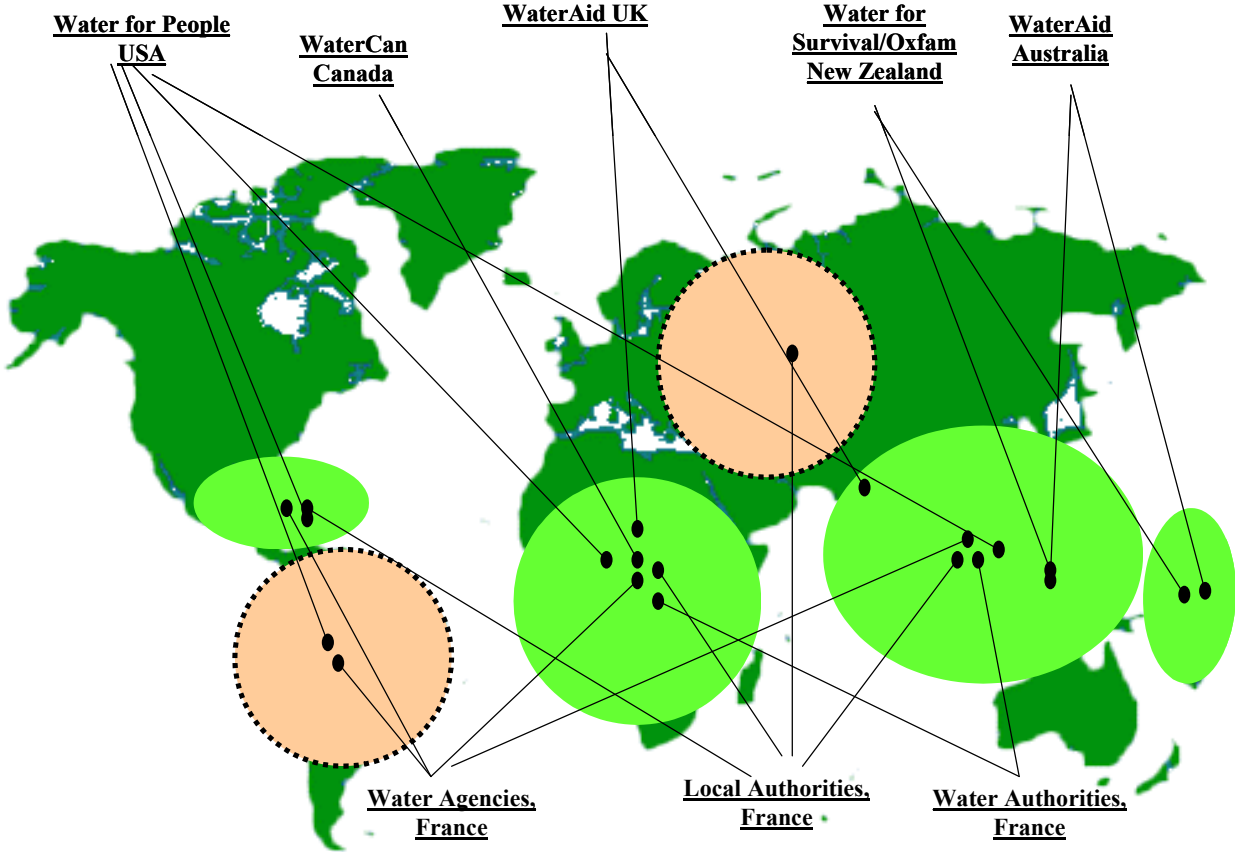 Water for People
USA
WaterCan
Canada
WaterAid UK
Water for
Survival/Oxfam
New Zealand
WaterAid
Australia
Water Agencies,
France
Local Authorities,
France
Water Authorities,
France